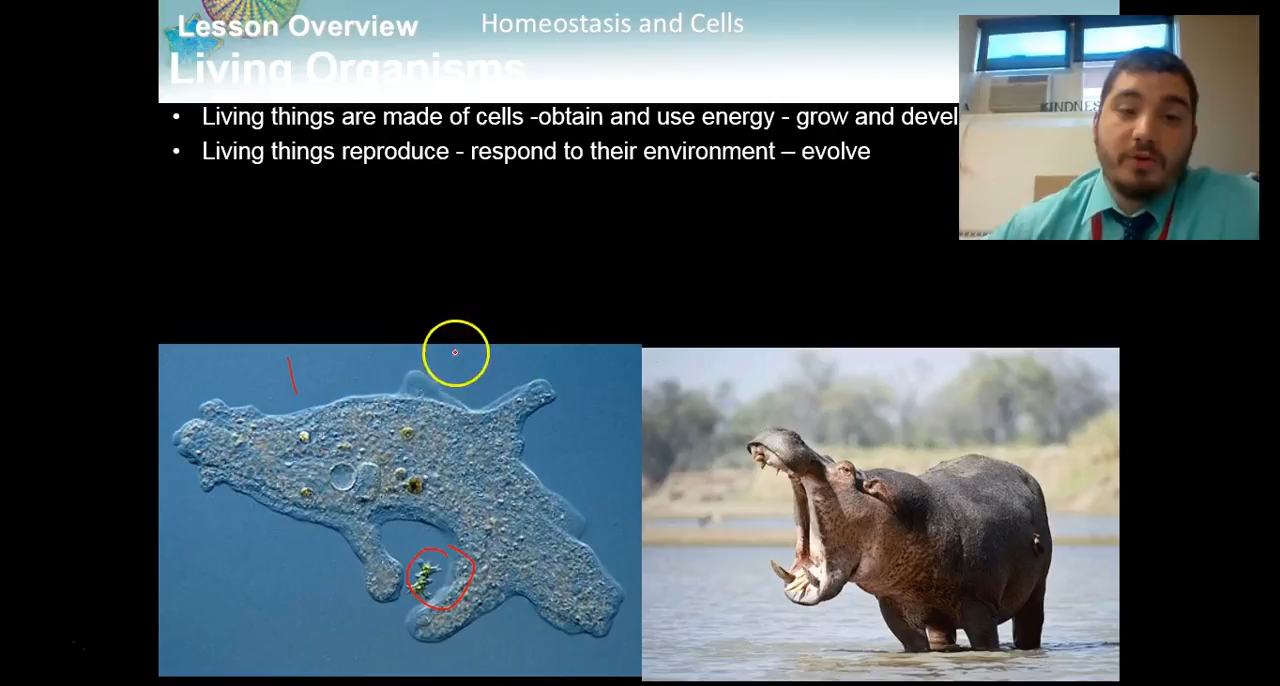 Lesson Overview
Homeostasis and Cells
Living Organisms
• Living things are made of cells -obtain and use energy - grow and devel
• Living things reproduce - respond to their environment – evolve
KINDNES